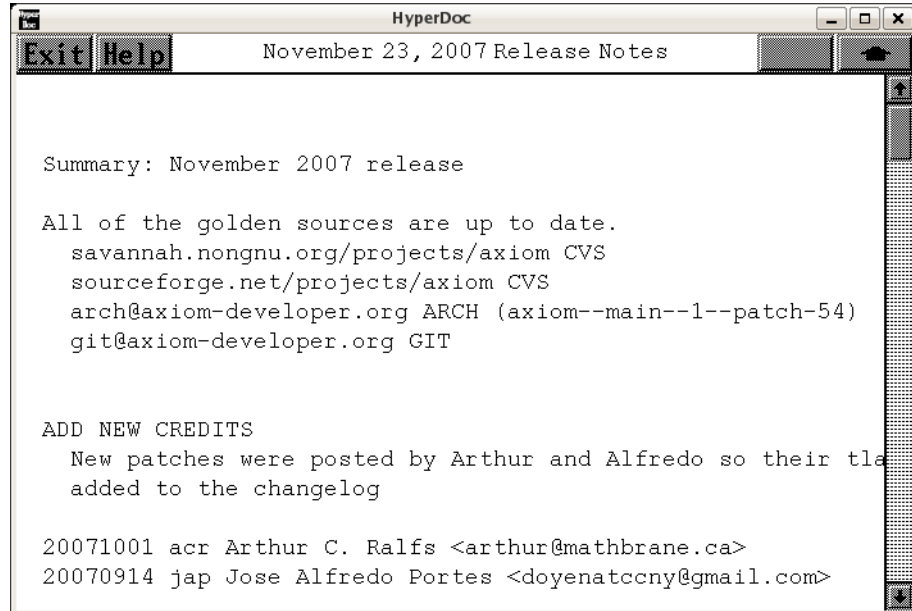 Hyper Doc
HyperDoc
Exit Help
November 23, 2007 Release Notes
Summary: November 2007 release
All of the golden sources are up to date.
savannah.nongnu.org/projects/axiom CVS
sourceforge.net/projects/axiom CVS
arch@axiom-developer.org ARCH (axiom--main--1--patch-54)
git@axiom-developer.org GIT
ADD NEW CREDITS
New patches were posted by Arthur and Alfredo so their tla
added to the changelog
20071001 acr Arthur C. Ralfs <arthur@mathbrane.ca>
20070914 jap Jose Alfredo Portes <doyenatccny@gmail.com>